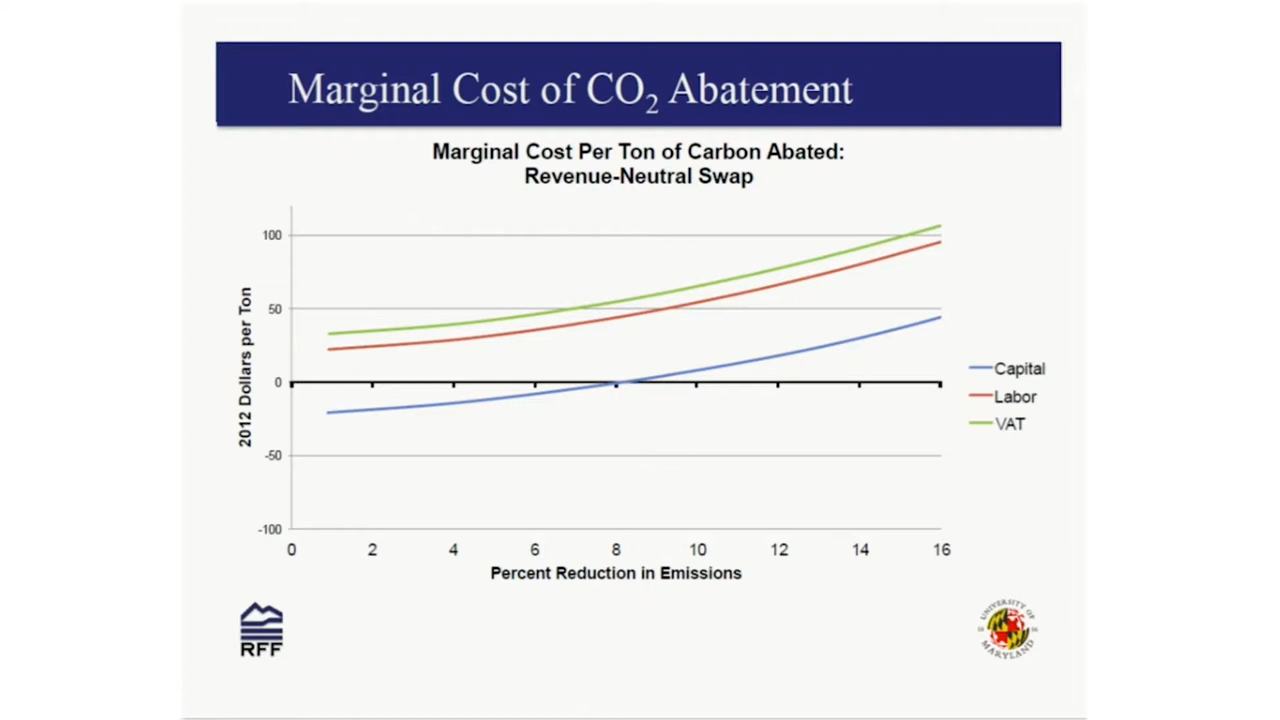 Marginal Cost of CO₂ Abatement
Marginal Cost Per Ton of Carbon Abated:
Revenue-Neutral Swap
2012 Dollars per Ton
100
50
0
-50
-100
0 2 4 6 8 10 12 14 16
Percent Reduction in Emissions
Capital
Labor
VAT
RFF
UNIVERSITY OF
MARYLAND